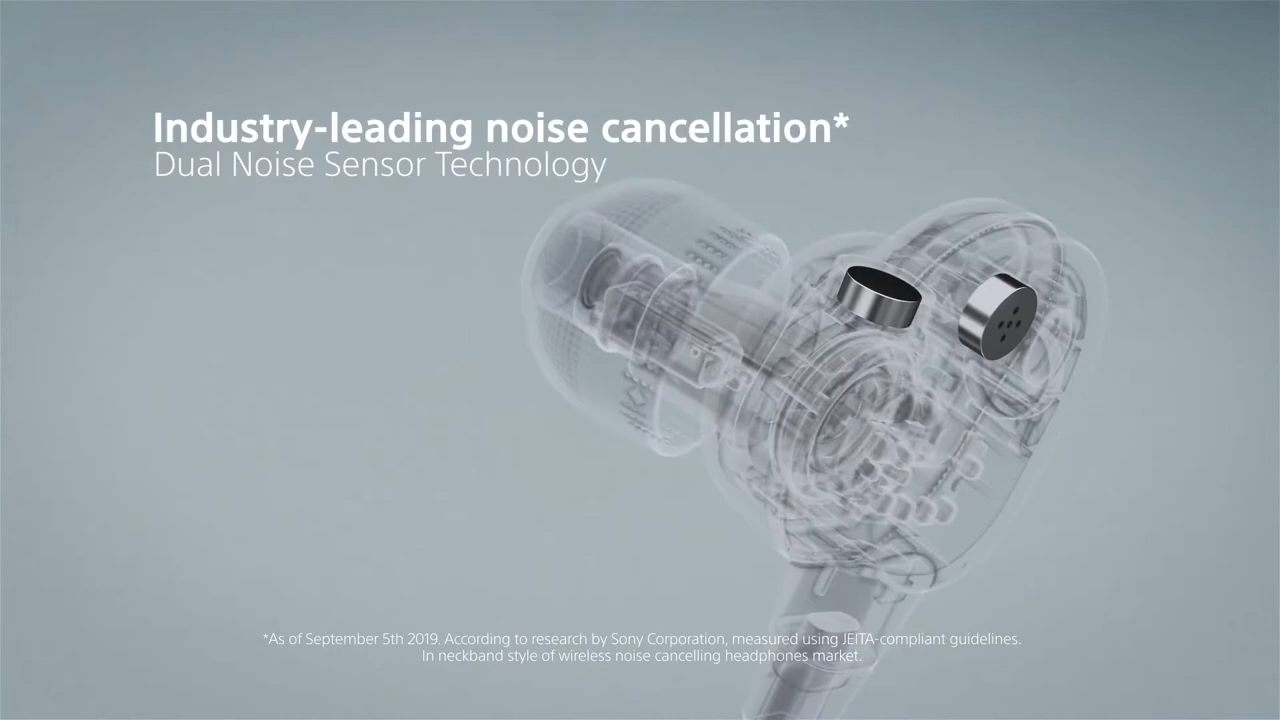 Industry-leading noise cancellation*
Dual Noise Sensor Technology
*As of September 5th 2019. According to research by Sony Corporation, measured using JEITA-compliant guidelines.
In neckband style of wireless noise cancelling headphones market.